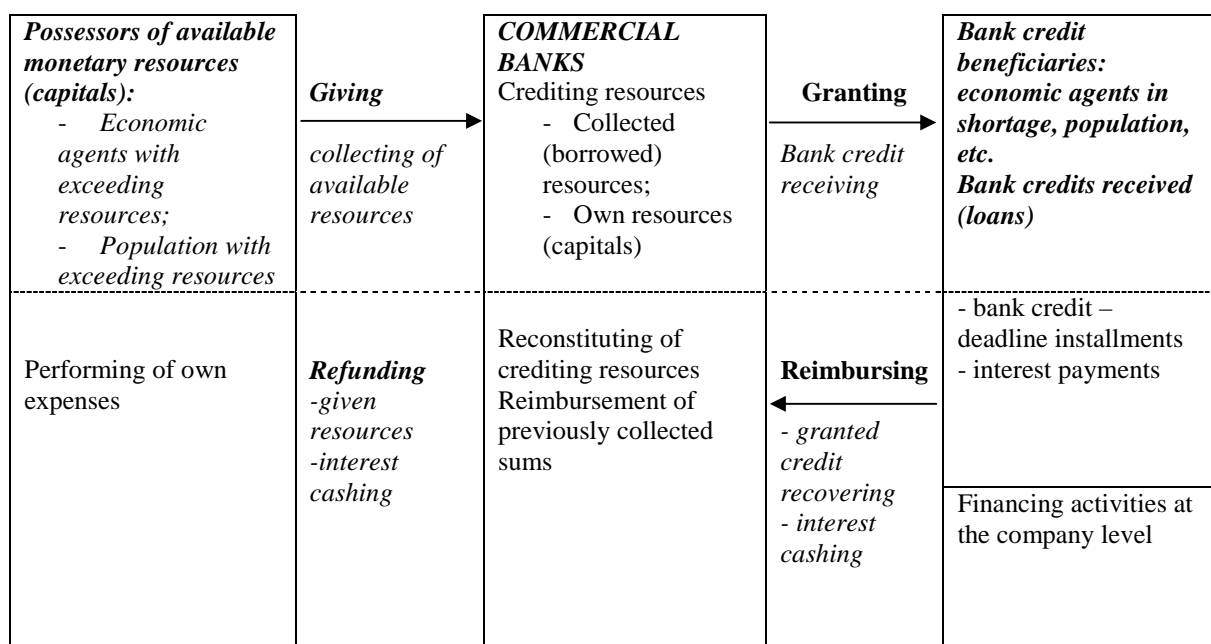 Possessors of available
monetary resources
(capitals):
- Economic
agents with
exceeding
resources;
- Population with
exceeding resources
Giving
collecting of
available
resources
COMMERCIAL
BANKS
Crediting resources
- Collected
(borrowed)
resources;
- Own resources
(capitals)
Granting
Bank credit
receiving
Bank credit
beneficiaries:
economic agents in
shortage, population,
etc.
Bank credits received
(loans)
Performing of own
expenses
Refunding
-given
resources
-interest
cashing
Reconstituting of
crediting resources
Reimbursement of
previously collected
sums
Reimbursing
- granted
credit
recovering
- interest
cashing
- bank credit –
deadline installments
- interest payments
Financing activities at
the company level